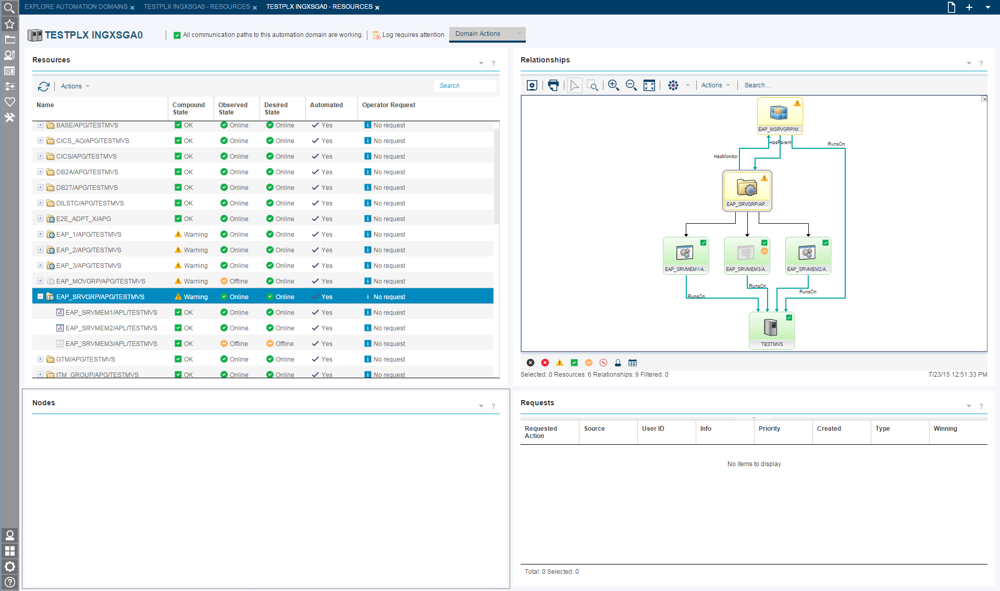 EXPLORE AUTOMATION DOMAINS TESTPLX INGXSGA0 - RESOURCES TESTPLX INGXSGA0 - RESOURCES
TESTPLX INGXSGA0 All communication paths to this automation domain are working. Log requires attention Domain Actions
Resources
?
Actions
Search
Name Compound State Observed State Desired State Automated Operator Request
BASE/APG/TESTMVS OK Online Online Yes No request
CICS_AO/APG/TESTMVS OK Online Online Yes No request
CICS/APG/TESTMVS OK Online Online Yes No request
DB2A/APG/TESTMVS OK Online Online Yes No request
DB2T/APG/TESTMVS OK Online Online Yes No request
DILSTC/APG/TESTMVS OK Online Online Yes No request
E2E_ADPT_X/APG OK Online Online Yes No request
EAP_1/APG/TESTMVS Warning Online Online Yes No request
EAP_2/APG/TESTMVS Warning Online Online Yes No request
EAP_3/APG/TESTMVS Warning Online Online Yes No request
EAP_MOVGRP/APG/TESTMVS Warning Offline Online Yes No request
EAP_SRVGRP/APG/TESTMVS Warning Online Online Yes No request
EAP_SRVMEM1/APL/TESTMVS OK Online Online Yes No request
EAP_SRVMEM2/APL/TESTMVS OK Online Online Yes No request
EAP_SRVMEM3/APL/TESTMVS OK Offline Offline Yes No request
GTM/APG/TESTMVS OK Online Online Yes No request
ITM_GROUP/APG/TESTMVS OK Online Online Yes No request
Relationships
?
Actions Search...
EAP_MSRVGRP/M...
HasParent RunsOn
HasMonitor
EAP_SRVGRP/AP...
EAP_SRVMEM1/A... EAP_SRVMEM3/A... EAP_SRVMEM2/A...
RunsOn
RunsOn
RunsOn
TESTMVS
Selected: 0 Resources: 6 Relationships: 9 Filtered: 0 7/23/15 12:51:33 PM
Nodes
?
Requests
?
Requested Action Source User ID Info Priority Created Type Winning
No items to display
Total: 0 Selected: 0